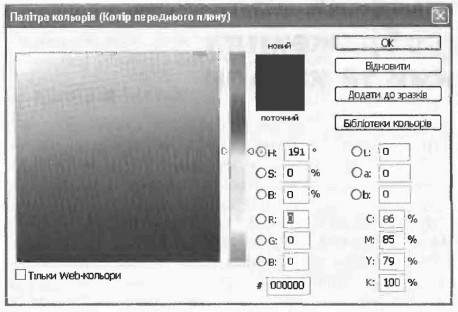 Палітра кольорів (Колір переднього плану)
новий
поточний
OK
Відновити
Додати до зразків
Бібліотеки кольорів
H: 191 °
S: 0 %
B: 0 %
R: 0
G: 0
B: 0
# 000000
L: 0
a: 0
b: 0
C: 86 %
M: 85 %
Y: 79 %
K: 100 %
Тільки Web-кольори